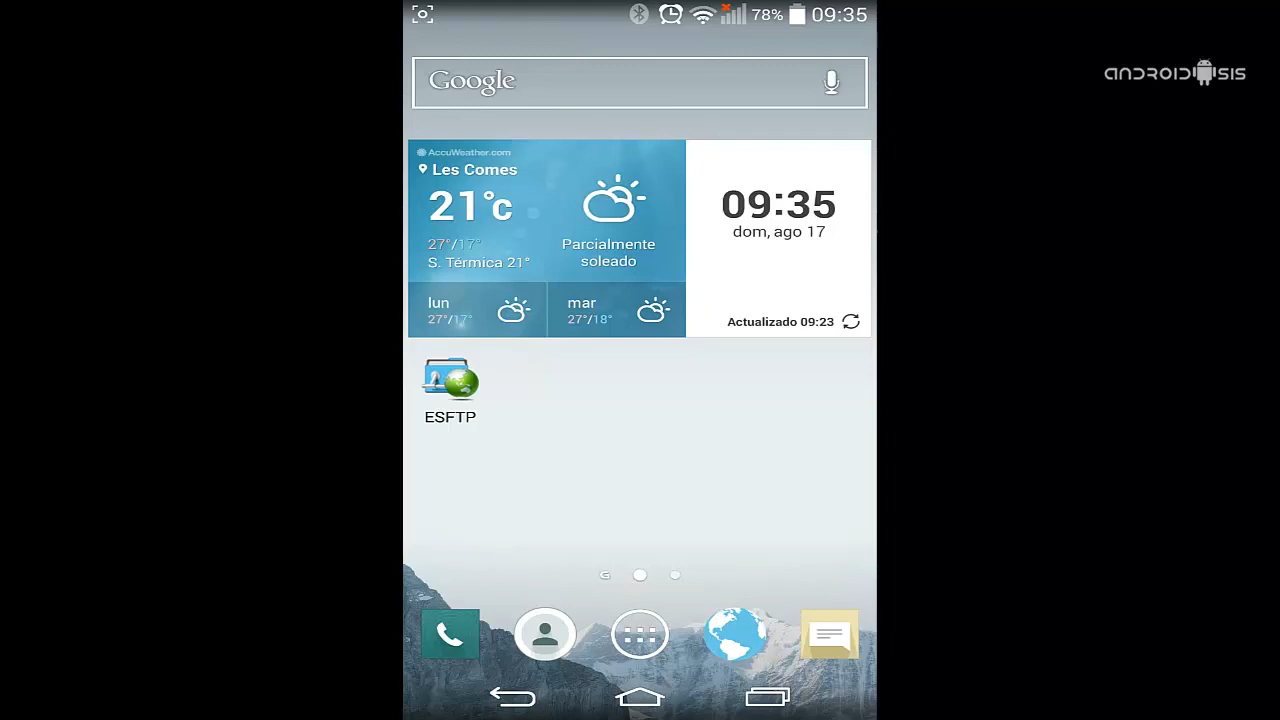 78% 09:35
Google
ANDROIDSIS
AccuWeather.com
Les Comes
21°c
27°/17°
S. Térmica 21°
Parcialmente
soleado
09:35
dom, ago 17
lun
27°/17°
mar
27°/18°
Actualizado 09:23
ESFTP
G